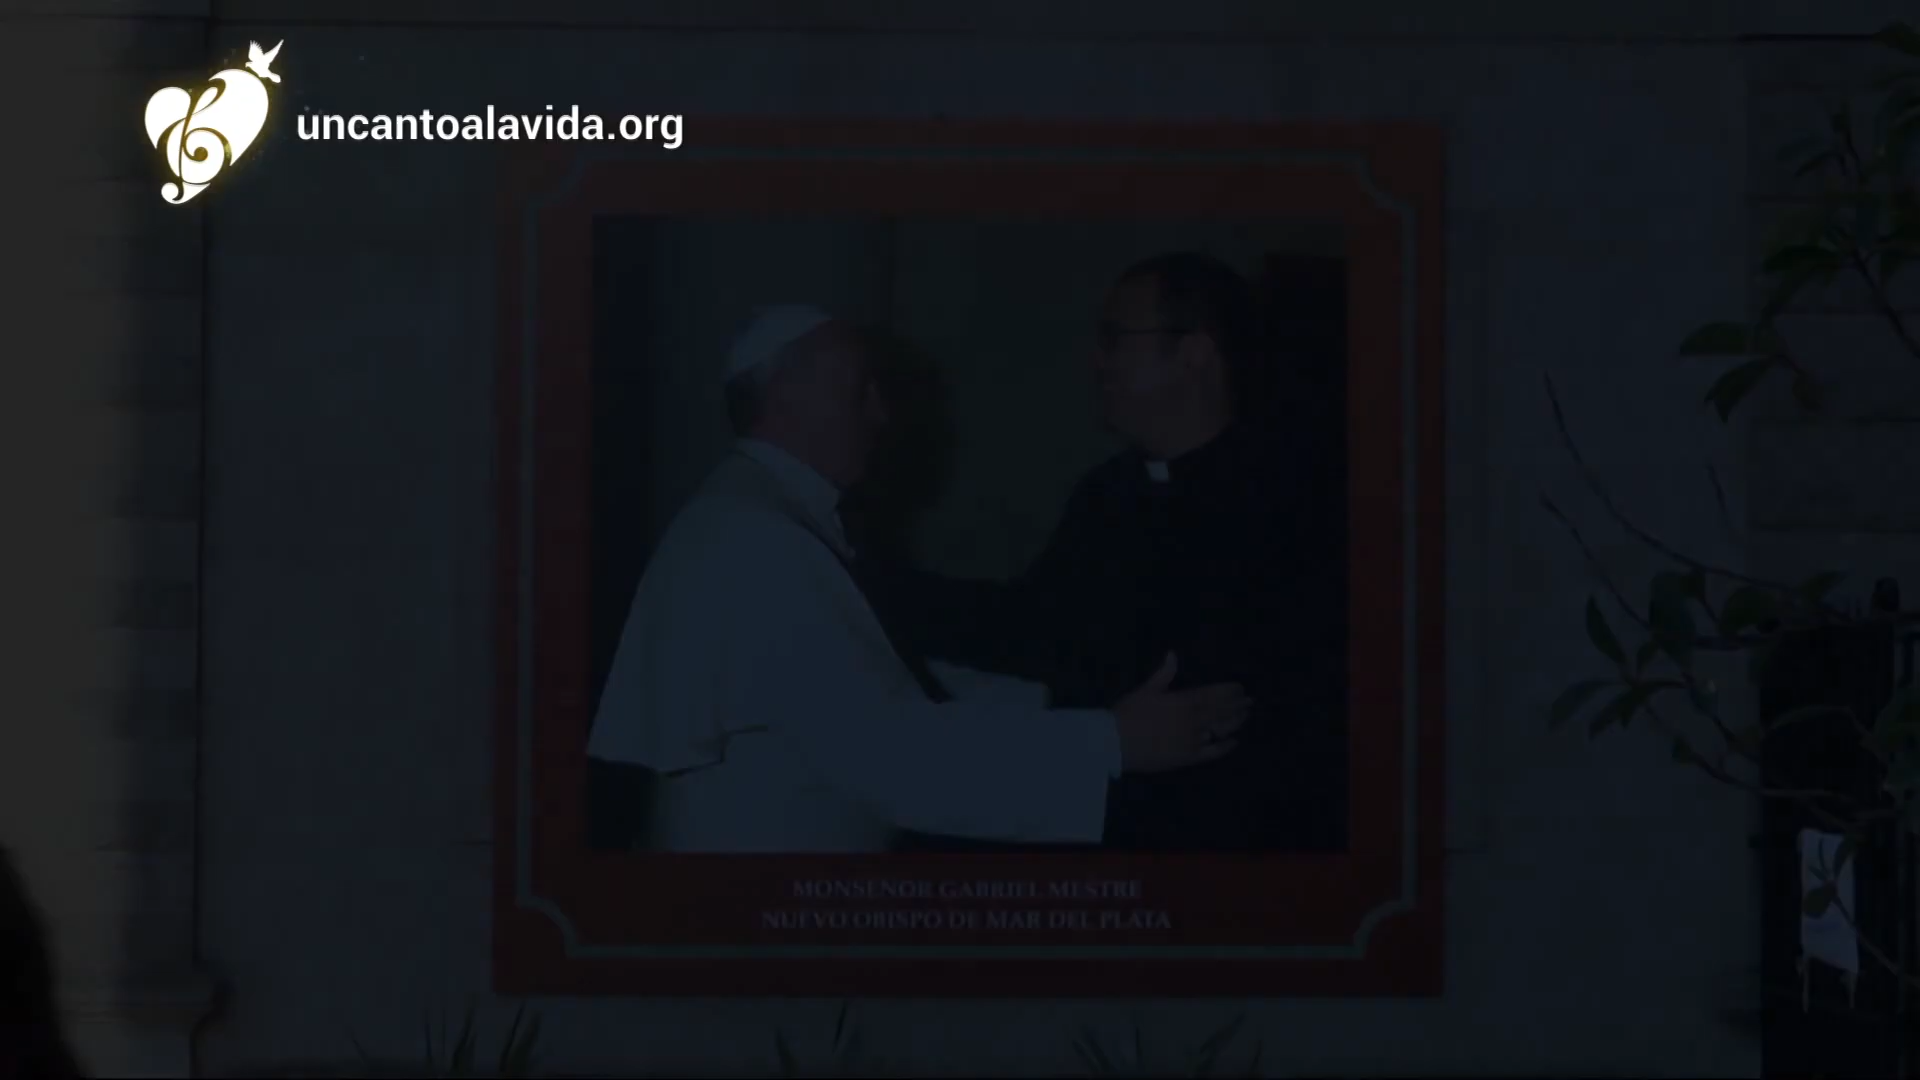 uncantoalavida.org
MONSEÑOR GABRIEL MESTRE
NUEVO OBISPO DE MAR DEL PLATA